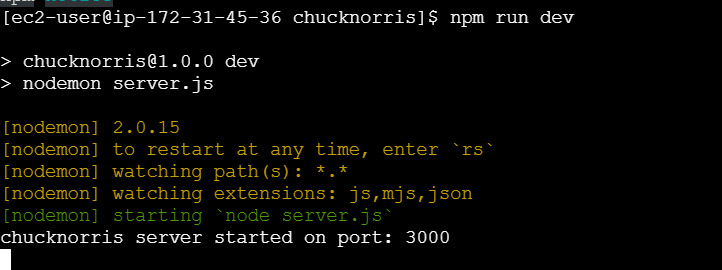 [ec2-user@ip-172-31-45-36 chucknorris]$ npm run dev
> chucknorris@1.0.0 dev
> nodemon server.js
[nodemon] 2.0.15
[nodemon] to restart at any time, enter `rs`
[nodemon] watching path(s): *.*
[nodemon] watching extensions: js,mjs,json
[nodemon] starting `node server.js`
chucknorris server started on port: 3000